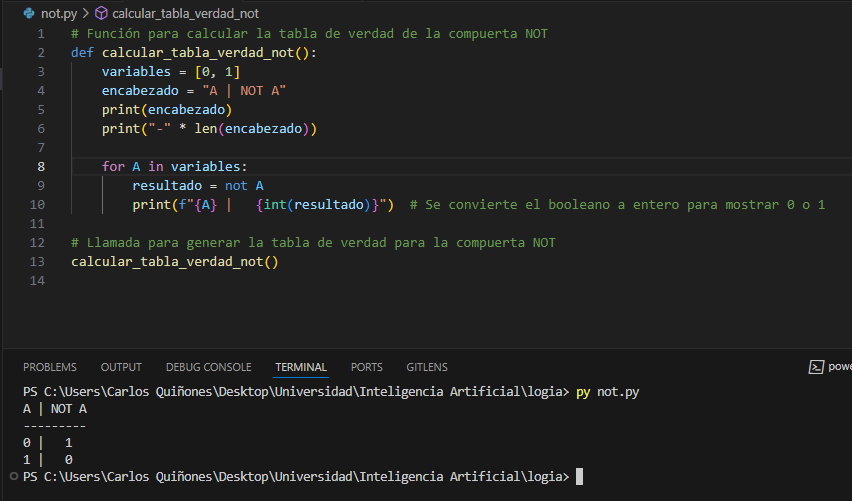 not.py > calcular_tabla_verdad_not
1 # Función para calcular la tabla de verdad de la compuerta NOT
2 def calcular_tabla_verdad_not():
3     variables = [0, 1]
4     encabezado = "A | NOT A"
5     print(encabezado)
6     print("-" * len(encabezado))
7
8     for A in variables:
9         resultado = not A
10         print(f"{A} |   {int(resultado)}")  # Se convierte el booleano a entero para mostrar 0 o 1
11
12 # Llamada para generar la tabla de verdad para la compuerta NOT
13 calcular_tabla_verdad_not()
14
PROBLEMS OUTPUT DEBUG CONSOLE TERMINAL PORTS GITLENS powe
PS C:\Users\Carlos Quiñones\Desktop\Universidad\Inteligencia Artificial\logia> py not.py
A | NOT A
---------
0 |   1
1 |   0
PS C:\Users\Carlos Quiñones\Desktop\Universidad\Inteligencia Artificial\logia>